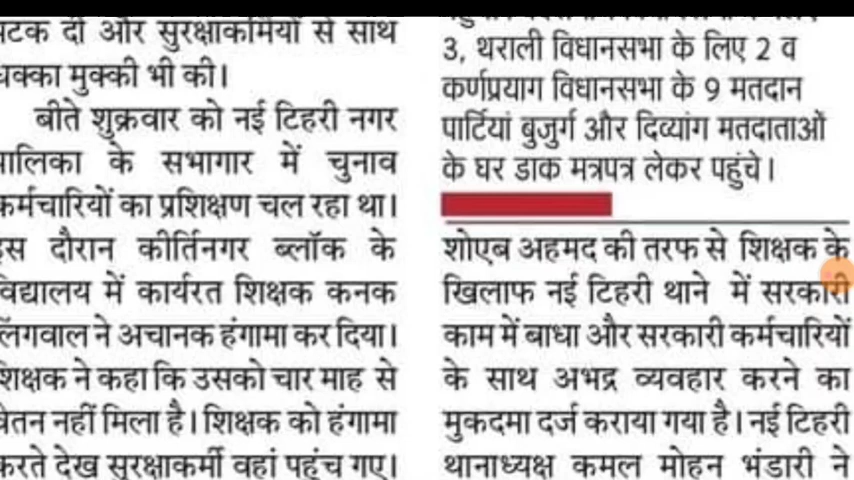 पटक दी और सुरक्षाकर्मियों से साथ
धक्का मुक्की भी की।
बीते शुक्रवार को नई टिहरी नगर
पालिका के सभागार में चुनाव
कर्मचारियों का प्रशिक्षण चल रहा था।
इस दौरान कीर्तिनगर ब्लॉक के
विद्यालय में कार्यरत शिक्षक कनक
लिंगवाल ने अचानक हंगामा कर दिया।
शिक्षक ने कहा कि उसको चार माह से
वेतन नहीं मिला है। शिक्षक को हंगामा
करते देख सुरक्षाकर्मी वहां पहुंच गए।
3, थराली विधानसभा के लिए 2 व
कर्णप्रयाग विधानसभा के 9 मतदान
पार्टियां बुजुर्ग और दिव्यांग मतदाताओं
के घर डाक मत्रपत्र लेकर पहुंचे।
शोएब अहमद की तरफ से शिक्षक के
खिलाफ नई टिहरी थाने में सरकारी
काम में बाधा और सरकारी कर्मचारियों
के साथ अभद्र व्यवहार करने का
मुकदमा दर्ज कराया गया है। नई टिहरी
थानाध्यक्ष कमल मोहन भंडारी ने